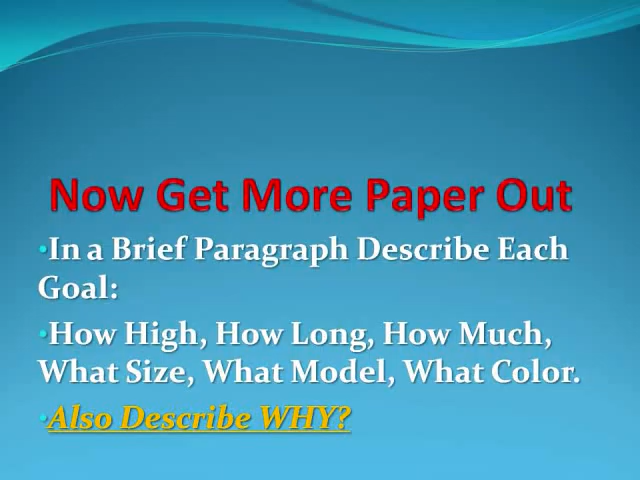 Now Get More Paper Out
•In a Brief Paragraph Describe Each
Goal:
•How High, How Long, How Much,
What Size, What Model, What Color.
•Also Describe WHY?